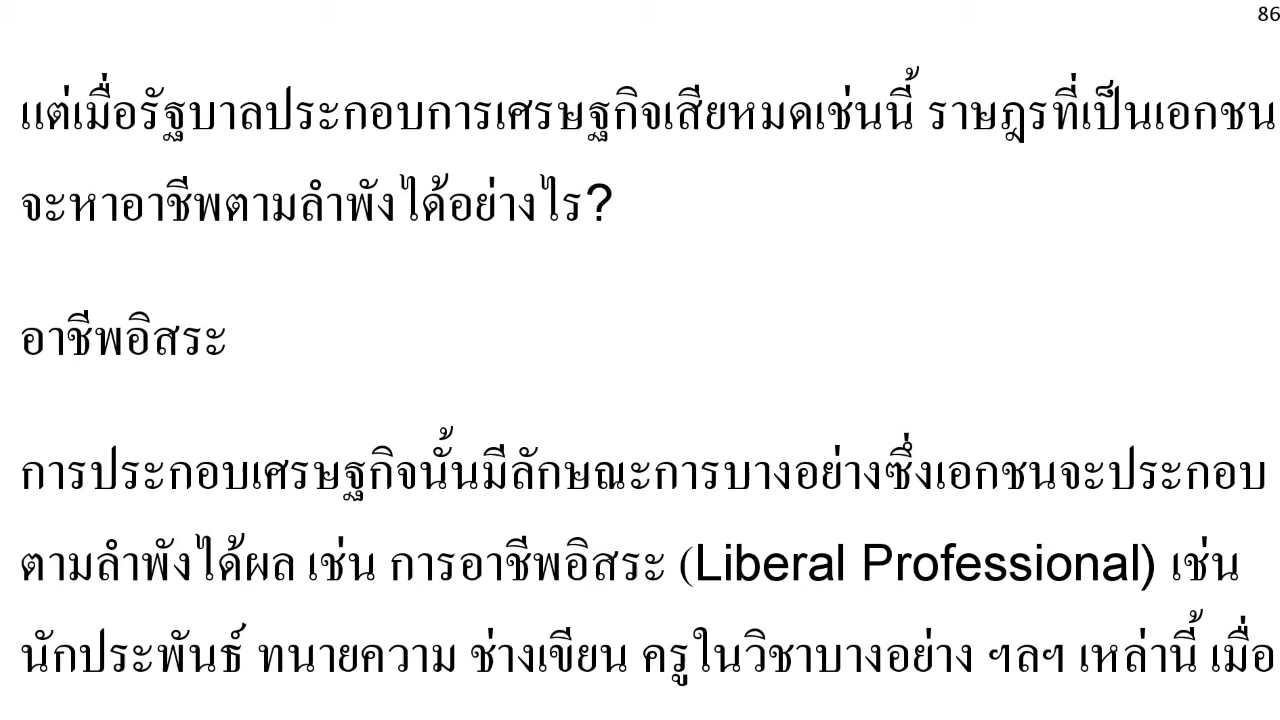 86
แต่เมื่อรัฐบาลประกอบการเศรษฐกิจเสียหมดเช่นนี้ ราษฎรที่เป็นเอกชน
จะหาอาชีพตามลำพังได้อย่างไร?
อาชีพอิสระ
การประกอบเศรษฐกิจนั้นมีลักษณะการบางอย่างซึ่งเอกชนจะประกอบ
ตามลำพังได้ผล เช่น การอาชีพอิสระ (Liberal Professional) เช่น
นักประพันธ์ ทนายความ ช่างเขียน ครูในวิชาบางอย่าง ฯลฯ เหล่านี้ เมื่อ